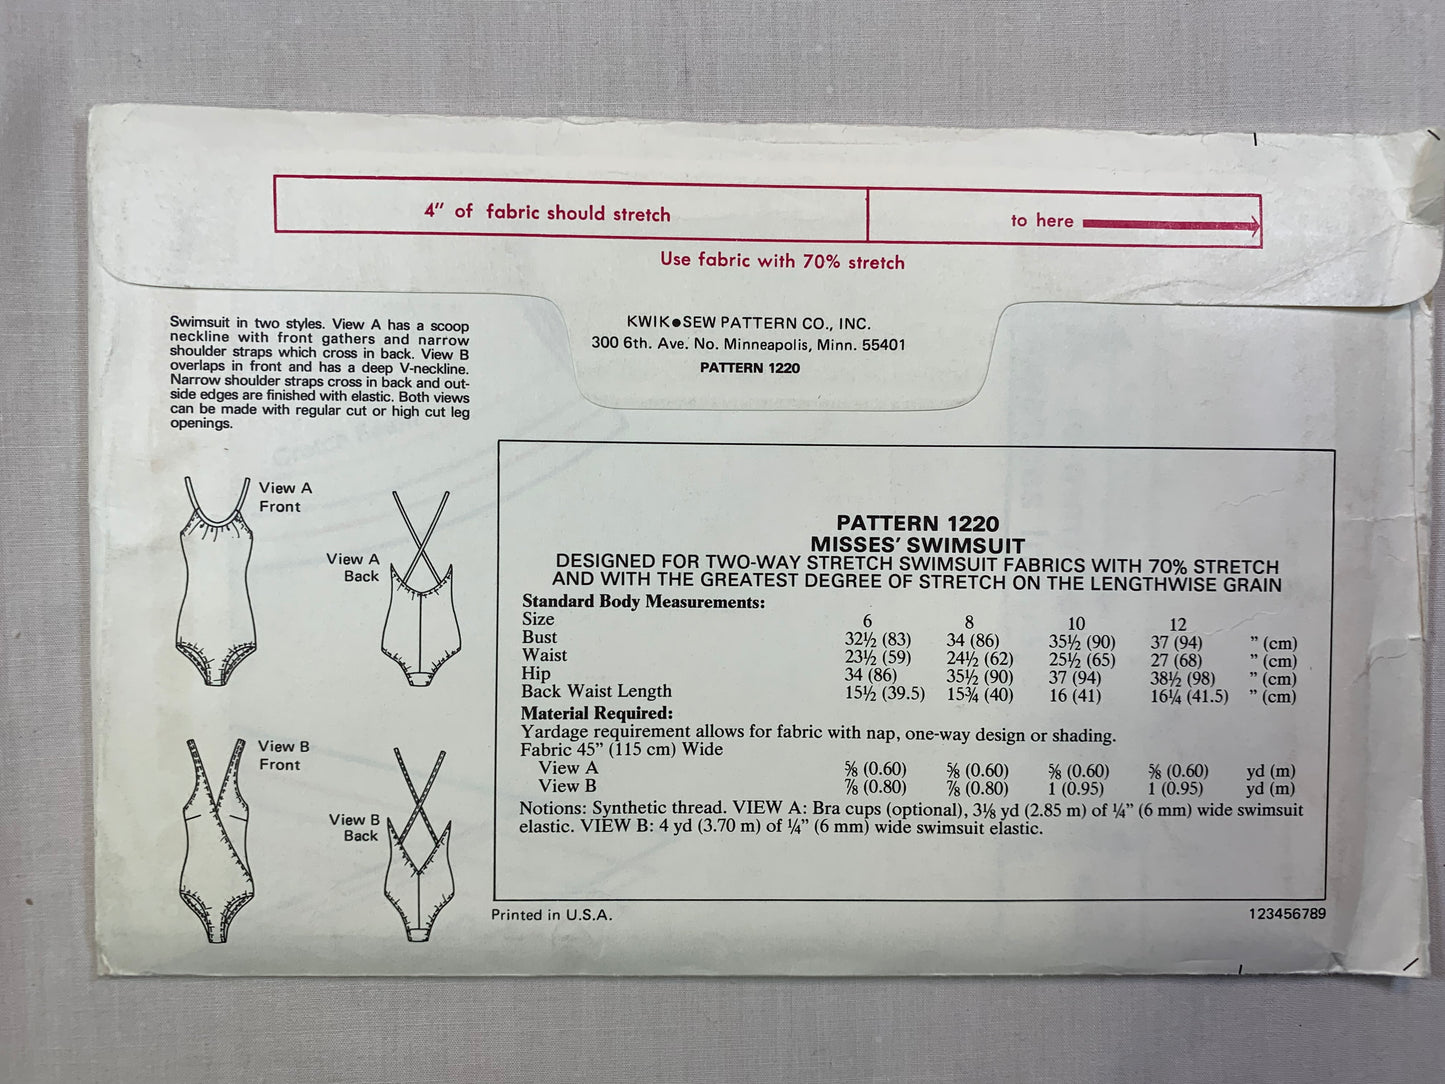 4” of fabric should stretch
to here
Use fabric with 70% stretch
KWIK•SEW PATTERN CO., INC.
300 6th. Ave. No. Minneapolis, Minn. 55401
PATTERN 1220
Swimsuit in two styles. View A has a scoop
neckline with front gathers and narrow
shoulder straps which cross in back. View B
overlaps in front and has a deep V-neckline.
Narrow shoulder straps cross in back and out-
side edges are finished with elastic. Both views
can be made with regular cut or high cut leg
openings.
View A
Front
View A
Back
View B
Front
View B
Back
PATTERN 1220
MISSES’ SWIMSUIT
DESIGNED FOR TWO-WAY STRETCH SWIMSUIT FABRICS WITH 70% STRETCH
AND WITH THE GREATEST DEGREE OF STRETCH ON THE LENGTHWISE GRAIN
Standard Body Measurements:
Size 6 8 10 12
Bust 32½ (83) 34 (86) 35½ (90) 37 (94) ” (cm)
Waist 23½ (59) 24½ (62) 25½ (65) 27 (68) ” (cm)
Hip 34 (86) 35½ (90) 37 (94) 38½ (98) ” (cm)
Back Waist Length 15½ (39.5) 15¾ (40) 16 (41) 16¼ (41.5) ” (cm)
Material Required:
Yardage requirement allows for fabric with nap, one-way design or shading.
Fabric 45” (115 cm) Wide
View A ⅝ (0.60) ⅝ (0.60) ⅝ (0.60) ⅝ (0.60) yd (m)
View B ⅞ (0.80) ⅞ (0.80) 1 (0.95) 1 (0.95) yd (m)
Notions: Synthetic thread. VIEW A: Bra cups (optional), 3⅛ yd (2.85 m) of ¼” (6 mm) wide swimsuit
elastic. VIEW B: 4 yd (3.70 m) of ¼” (6 mm) wide swimsuit elastic.
Printed in U.S.A.
123456789